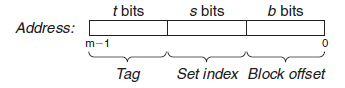 t bits s bits b bits
Address:
m−1 0
Tag Set index Block offset